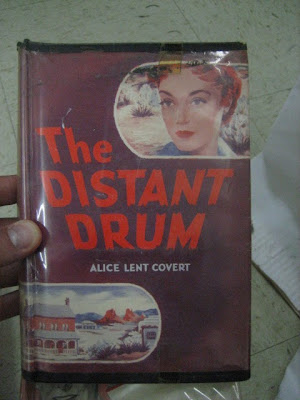 The
DISTANT
DRUM
ALICE LENT COVERT